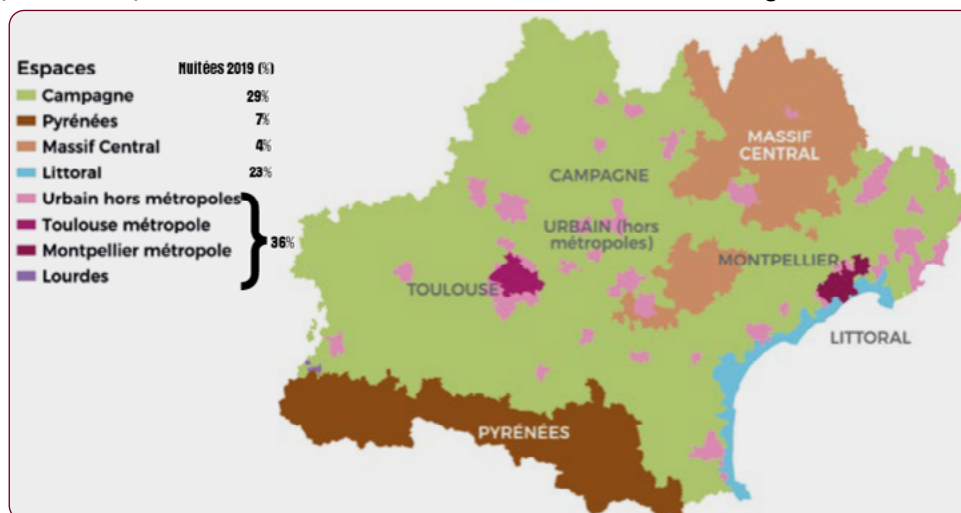 Espaces Nuitées 2019 (%)
Campagne 29%
Pyrénées 7%
Massif Central 4%
Littoral 23%
Urbain hors métropoles
Toulouse métropole
Montpellier métropole
Lourdes
36%
MASSIF
CENTRAL
CAMPAGNE
URBAIN (hors
métropoles)
MONTPELLIER
TOULOUSE
LITTORAL
PYRÉNÉES